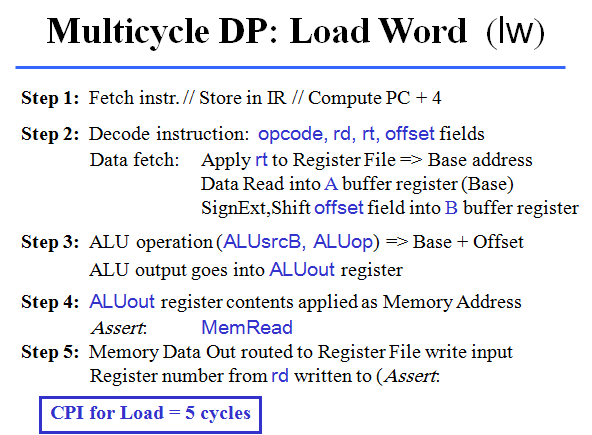 Multicycle DP: Load Word (lw)
Step 1: Fetch instr. // Store in IR // Compute PC + 4
Step 2: Decode instruction: opcode, rd, rt, offset fields
Data fetch: Apply rt to Register File => Base address
Data Read into A buffer register (Base)
SignExt,Shift offset field into B buffer register
Step 3: ALU operation (ALUsrcB, ALUop) => Base + Offset
ALU output goes into ALUout register
Step 4: ALUout register contents applied as Memory Address
Assert: MemRead
Step 5: Memory Data Out routed to Register File write input
Register number from rd written to (Assert:
CPI for Load = 5 cycles